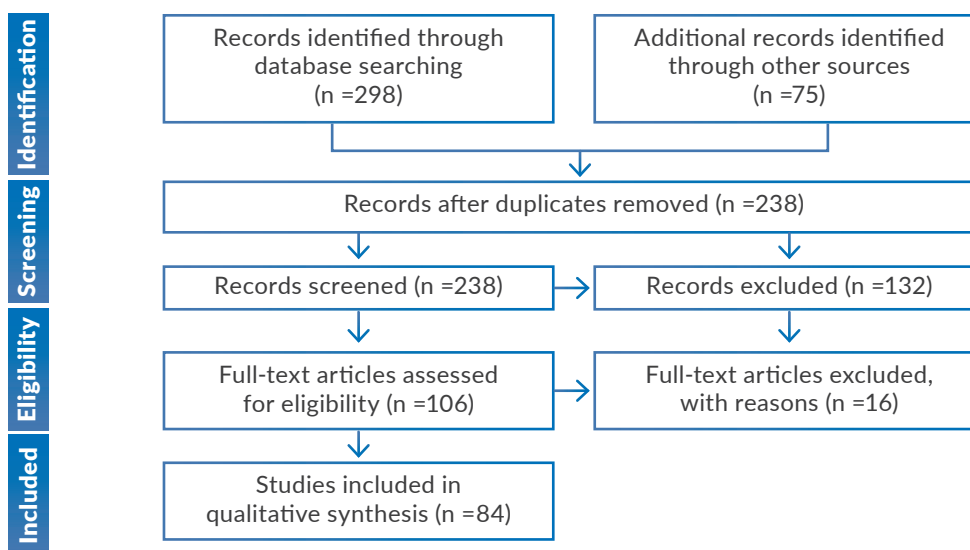 Identification
Records identified through
database searching
(n =298)
Additional records identified
through other sources
(n =75)
Screening
Records after duplicates removed (n =238)
Records screened (n =238)
Records excluded (n =132)
Eligibility
Full-text articles assessed
for eligibility (n =106)
Full-text articles excluded,
with reasons (n =16)
Included
Studies included in
qualitative synthesis (n =84)